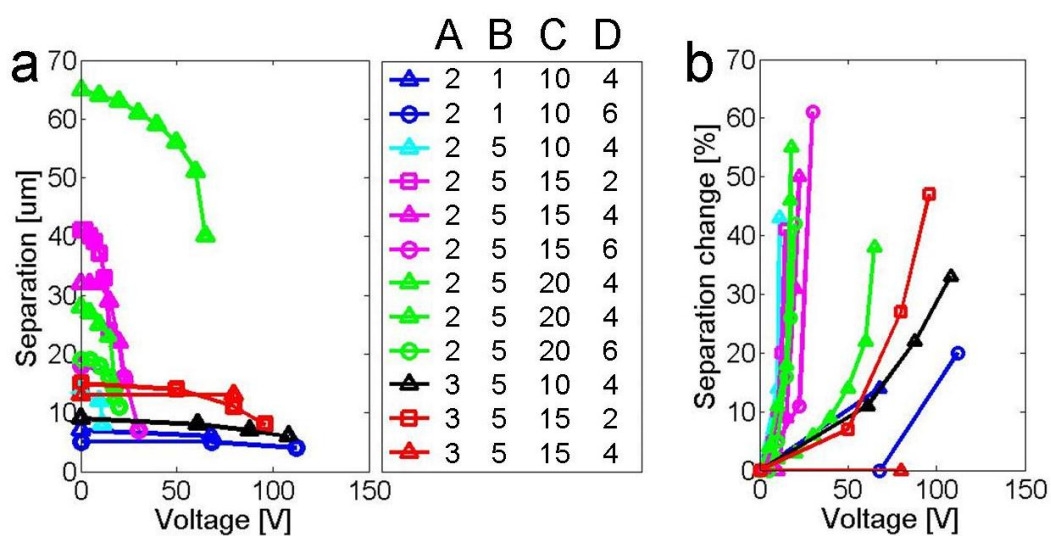 a
b
A B C D
2 1 10 4
2 1 10 6
2 5 10 4
2 5 15 2
2 5 15 4
2 5 15 6
2 5 20 4
2 5 20 4
2 5 20 6
3 5 10 4
3 5 15 2
3 5 15 4
Separation [um]
70
60
50
40
30
20
10
0
0 50 100 150
Voltage [V]
Separation change [%]
70
60
50
40
30
20
10
0
0 50 100 150
Voltage [V]